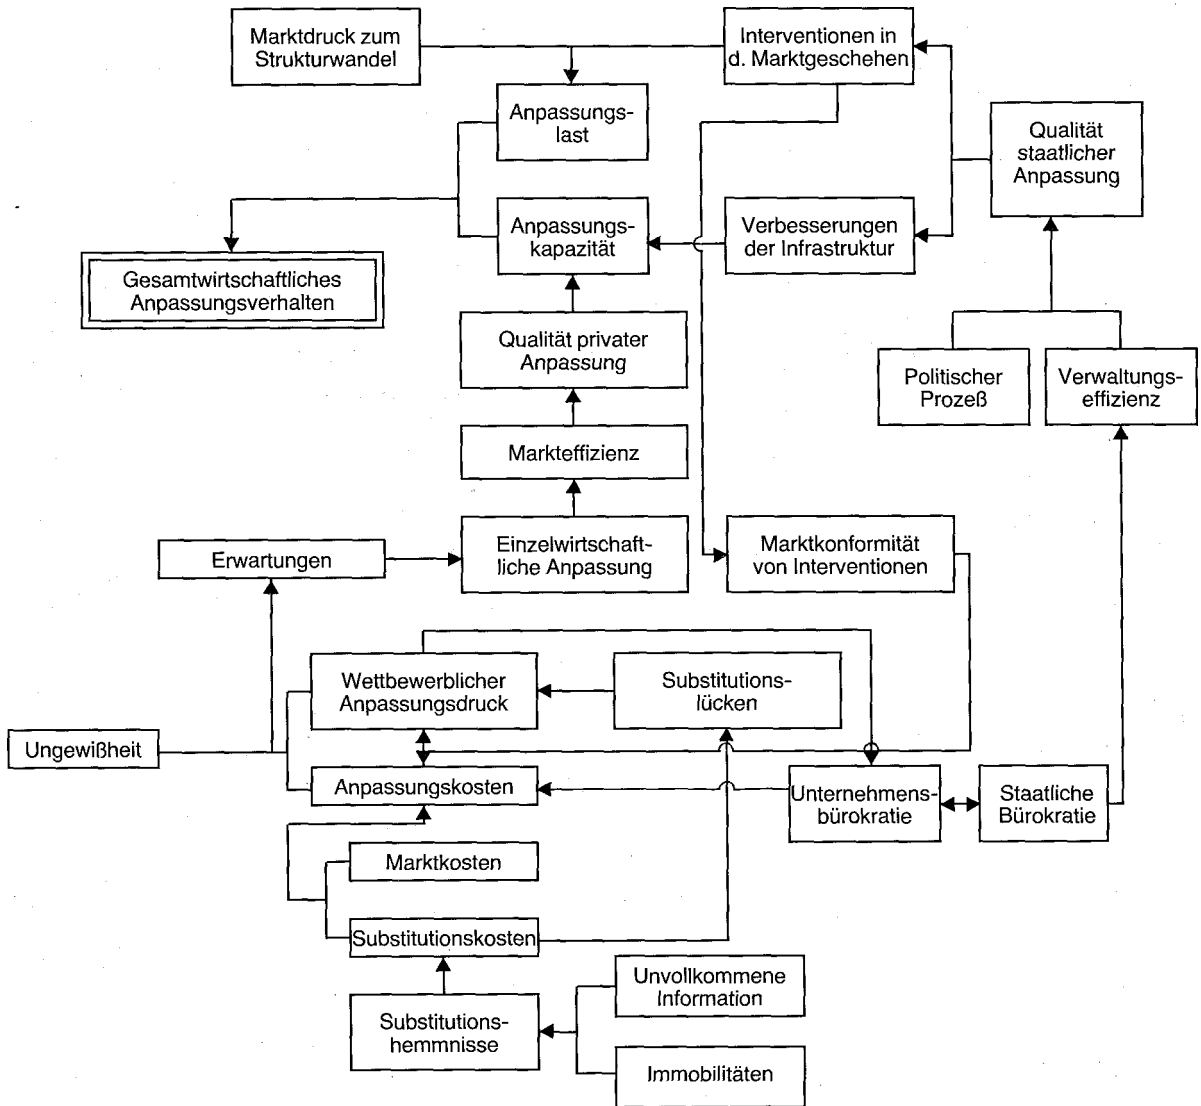 Marktdruck zum
Strukturwandel
Interventionen in
d. Marktgeschehen
Anpassungs-
last
Qualität
staatlicher
Anpassung
Anpassungs-
kapazität
Verbesserungen
der Infrastruktur
Gesamtwirtschaftliches
Anpassungsverhalten
Qualität privater
Anpassung
Politischer
Prozeß
Verwaltungs-
effizienz
Markteffizienz
Erwartungen
Einzelwirtschaft-
liche Anpassung
Marktkonformität
von Interventionen
Wettbewerblicher
Anpassungsdruck
Substitutions-
lücken
Ungewißheit
Anpassungskosten
Unternehmens-
bürokratie
Staatliche
Bürokratie
Marktkosten
Substitutionskosten
Unvollkommene
Information
Substitutions-
hemmnisse
Immobilitäten